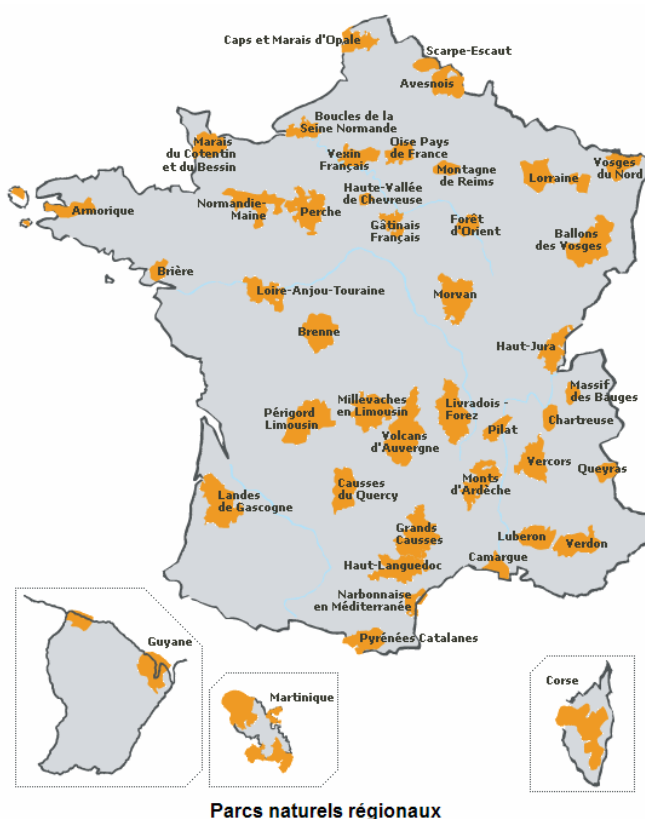 Caps et Marais d'Opale
Scarpe-Escaut
Avesnois
Boucles de la
Seine Normande
Marais
du Cotentin
et du Bessin
Vexin
Français
Oise Pays
de France
Montagne
de Reims
Lorraine
Vosges
du Nord
Armorique
Normandie-
Maine
Perche
Haute-Vallée
de Chevreuse
Gâtinais
Français
Forêt
d'Orient
Ballons
des Vosges
Brière
Loire-Anjou-Touraine
Morvan
Brenne
Haut-Jura
Massif
des Bauges
Périgord
Limousin
Millevaches
en Limousin
Livradois -
Forez
Chartreuse
Pilat
Volcans
d'Auvergne
Vercors
Queyras
Landes
de Gascogne
Causses
du Quercy
Monts
d'Ardèche
Grands
Causses
Luberon
Verdon
Haut-Languedoc
Camargue
Narbonnaise
en Méditerranée
Pyrénées Catalanes
Guyane
Martinique
Corse
Parcs naturels régionaux